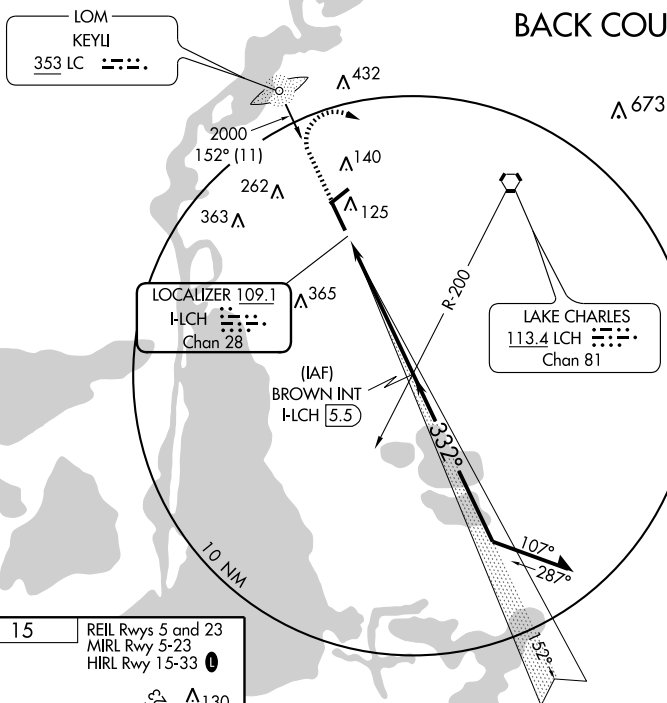 BACK COU
LOM
KEYLI
353 LC
432
673
2000
152° (11)
140
262
125
363
R-200
LOCALIZER 109.1
I-LCH
Chan 28
365
LAKE CHARLES
113.4 LCH
Chan 81
(IAF)
BROWN INT
I-LCH 5.5
332°
107°
287°
10 NM
152°
15
REIL Rwys 5 and 23
MIRL Rwy 5-23
HIRL Rwy 15-33 L
130